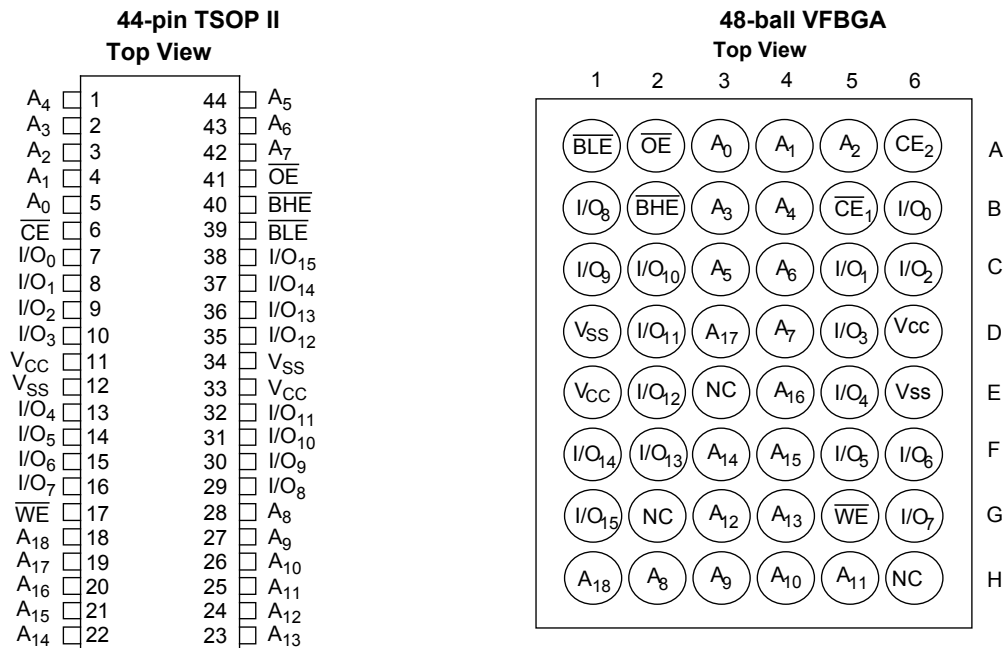 44-pin TSOP II
Top View
A4 1 44 A5
A3 2 43 A6
A2 3 42 A7
A1 4 41 OE
A0 5 40 BHE
CE 6 39 BLE
I/O0 7 38 I/O15
I/O1 8 37 I/O14
I/O2 9 36 I/O13
I/O3 10 35 I/O12
VCC 11 34 VSS
VSS 12 33 VCC
I/O4 13 32 I/O11
I/O5 14 31 I/O10
I/O6 15 30 I/O9
I/O7 16 29 I/O8
WE 17 28 A8
A18 18 27 A9
A17 19 26 A10
A16 20 25 A11
A15 21 24 A12
A14 22 23 A13
48-ball VFBGA
Top View
1 2 3 4 5 6
BLE OE A0 A1 A2 CE2 A
I/O8 BHE A3 A4 CE1 I/O0 B
I/O9 I/O10 A5 A6 I/O1 I/O2 C
VSS I/O11 A17 A7 I/O3 Vcc D
VCC I/O12 NC A16 I/O4 Vss E
I/O14 I/O13 A14 A15 I/O5 I/O6 F
I/O15 NC A12 A13 WE I/O7 G
A18 A8 A9 A10 A11 NC H